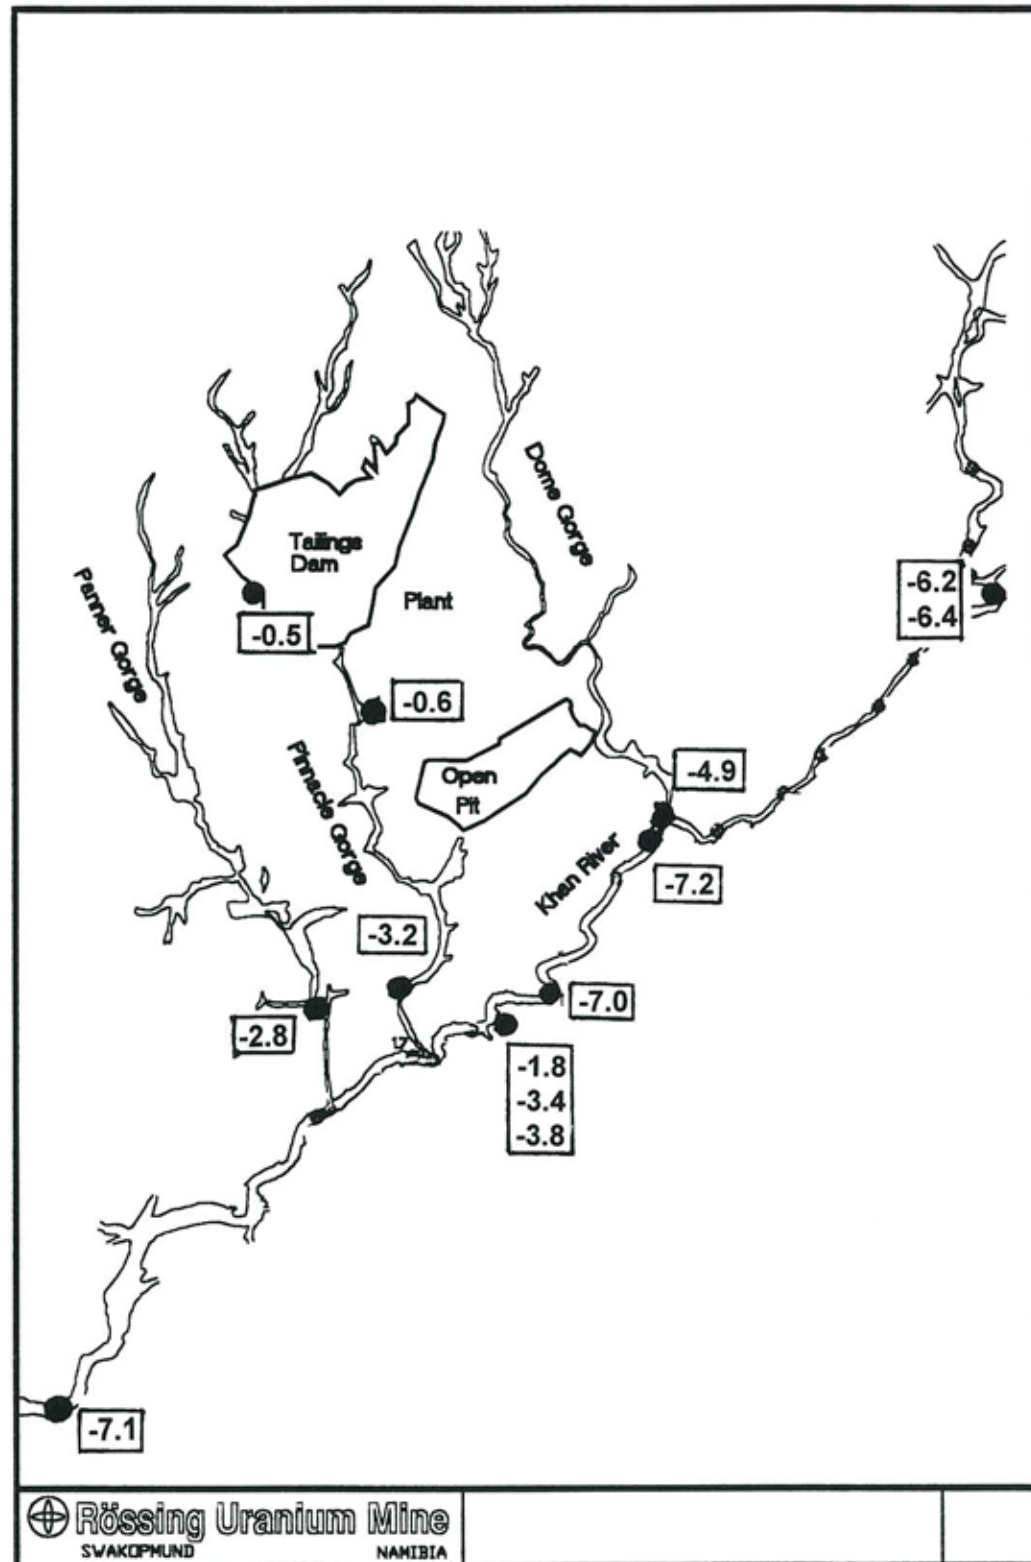 Dome Gorge
Tailings
Dam
Plant
Panner Gorge
-6.2
-6.4
-0.5
-0.6
Pinnacle Gorge
Open
Pit
-4.9
Khan River
-7.2
-3.2
-7.0
-2.8
-1.8
-3.4
-3.8
-7.1
Rössing Uranium Mine
SWAKOPMUND NAMIBIA